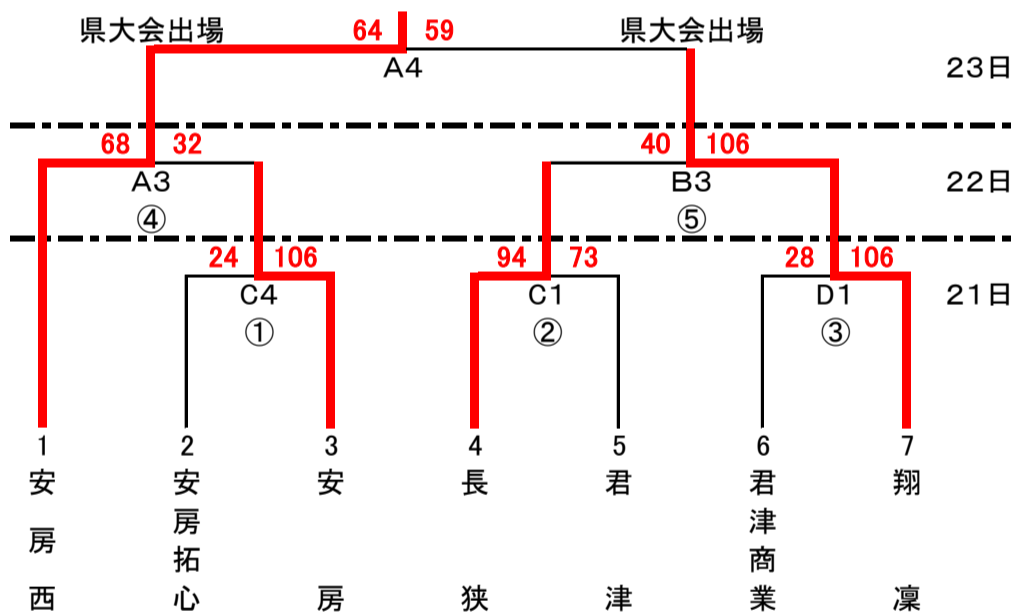 県大会出場 64 59 県大会出場
A4 23日
68 32 40 106
A3 B3 22日
④ ⑤
24 106 94 73 28 106
C4 C1 D1 21日
① ② ③
1 2 3 4 5 6 7
安房西
安房拓心
安房
長狭
君津
君津商業
翔凜